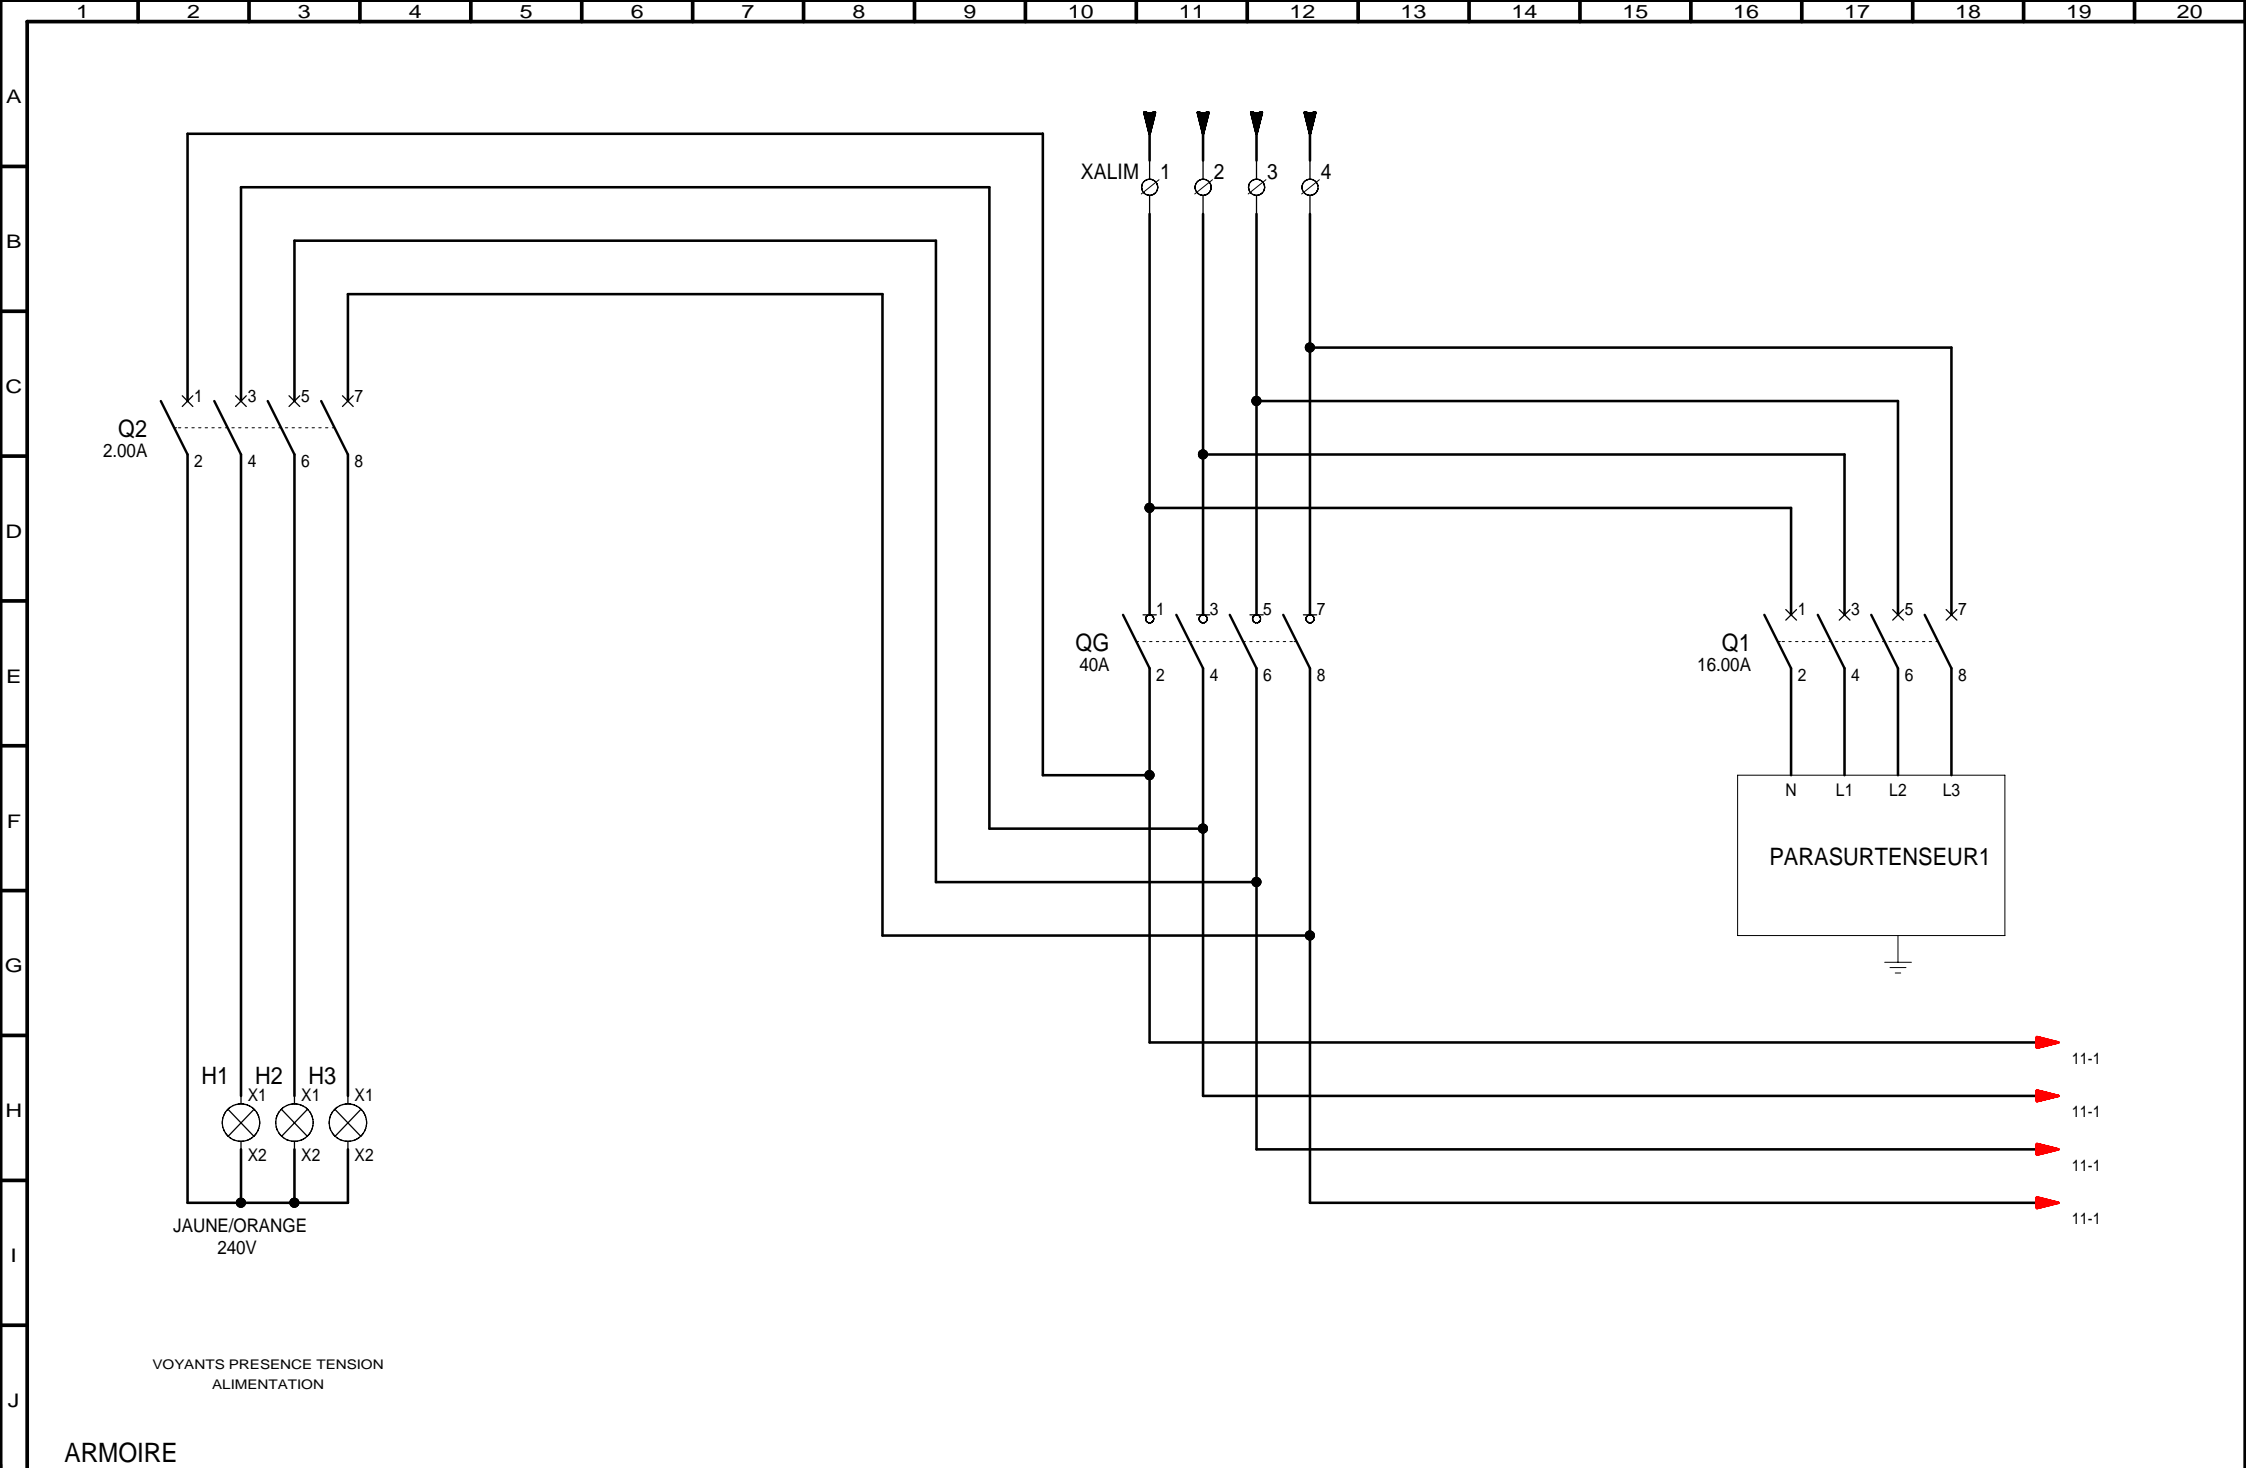 1 2 3 4 5 6 7 8 9 10 11 12 13 14 15 16 17 18 19 20
A
B
C
D
E
F
G
H
I
J
XALIM 1 2 3 4
1 3 5 7
Q2
2.00A
2 4 6 8
1 3 5 7
QG
40A
2 4 6 8
1 3 5 7
Q1
16.00A
2 4 6 8
N L1 L2 L3
PARASURTENSEUR1
11-1
11-1
11-1
11-1
H1 H2 H3
X1 X1 X1
X2 X2 X2
JAUNE/ORANGE
240V
VOYANTS PRESENCE TENSION
ALIMENTATION
ARMOIRE